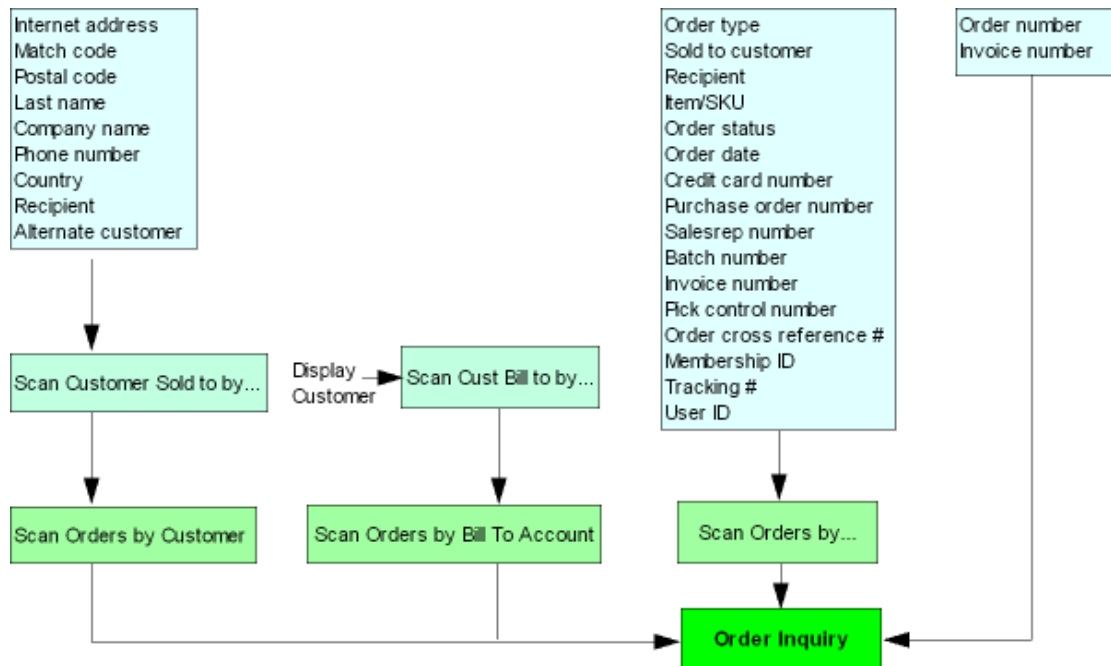 Internet address
Match code
Postal code
Last name
Company name
Phone number
Country
Recipient
Alternate customer
Scan Customer Sold to by...
Scan Orders by Customer
Display
Customer
Scan Cust Bill to by...
Scan Orders by Bill To Account
Order type
Sold to customer
Recipient
Item/SKU
Order status
Order date
Credit card number
Purchase order number
Salesrep number
Batch number
Invoice number
Pick control number
Order cross reference #
Membership ID
Tracking #
User ID
Scan Orders by...
Order number
Invoice number
Order Inquiry